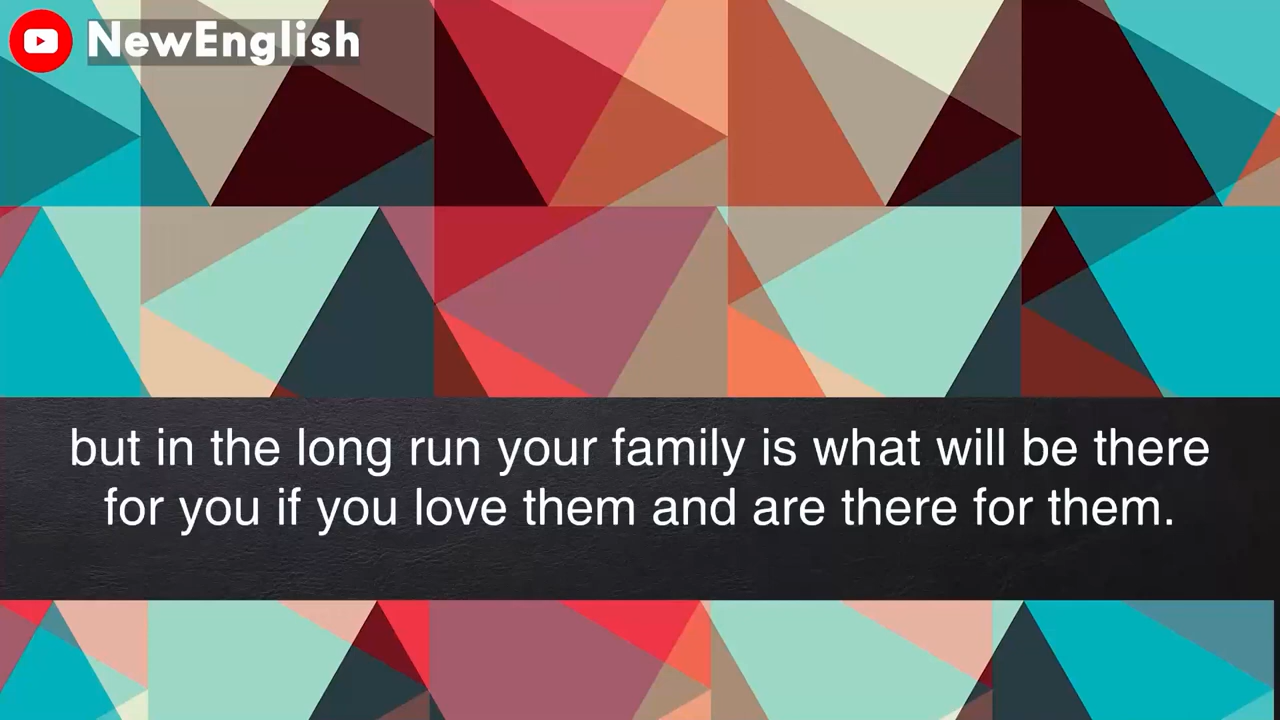 NewEnglish
but in the long run your family is what will be there
for you if you love them and are there for them.